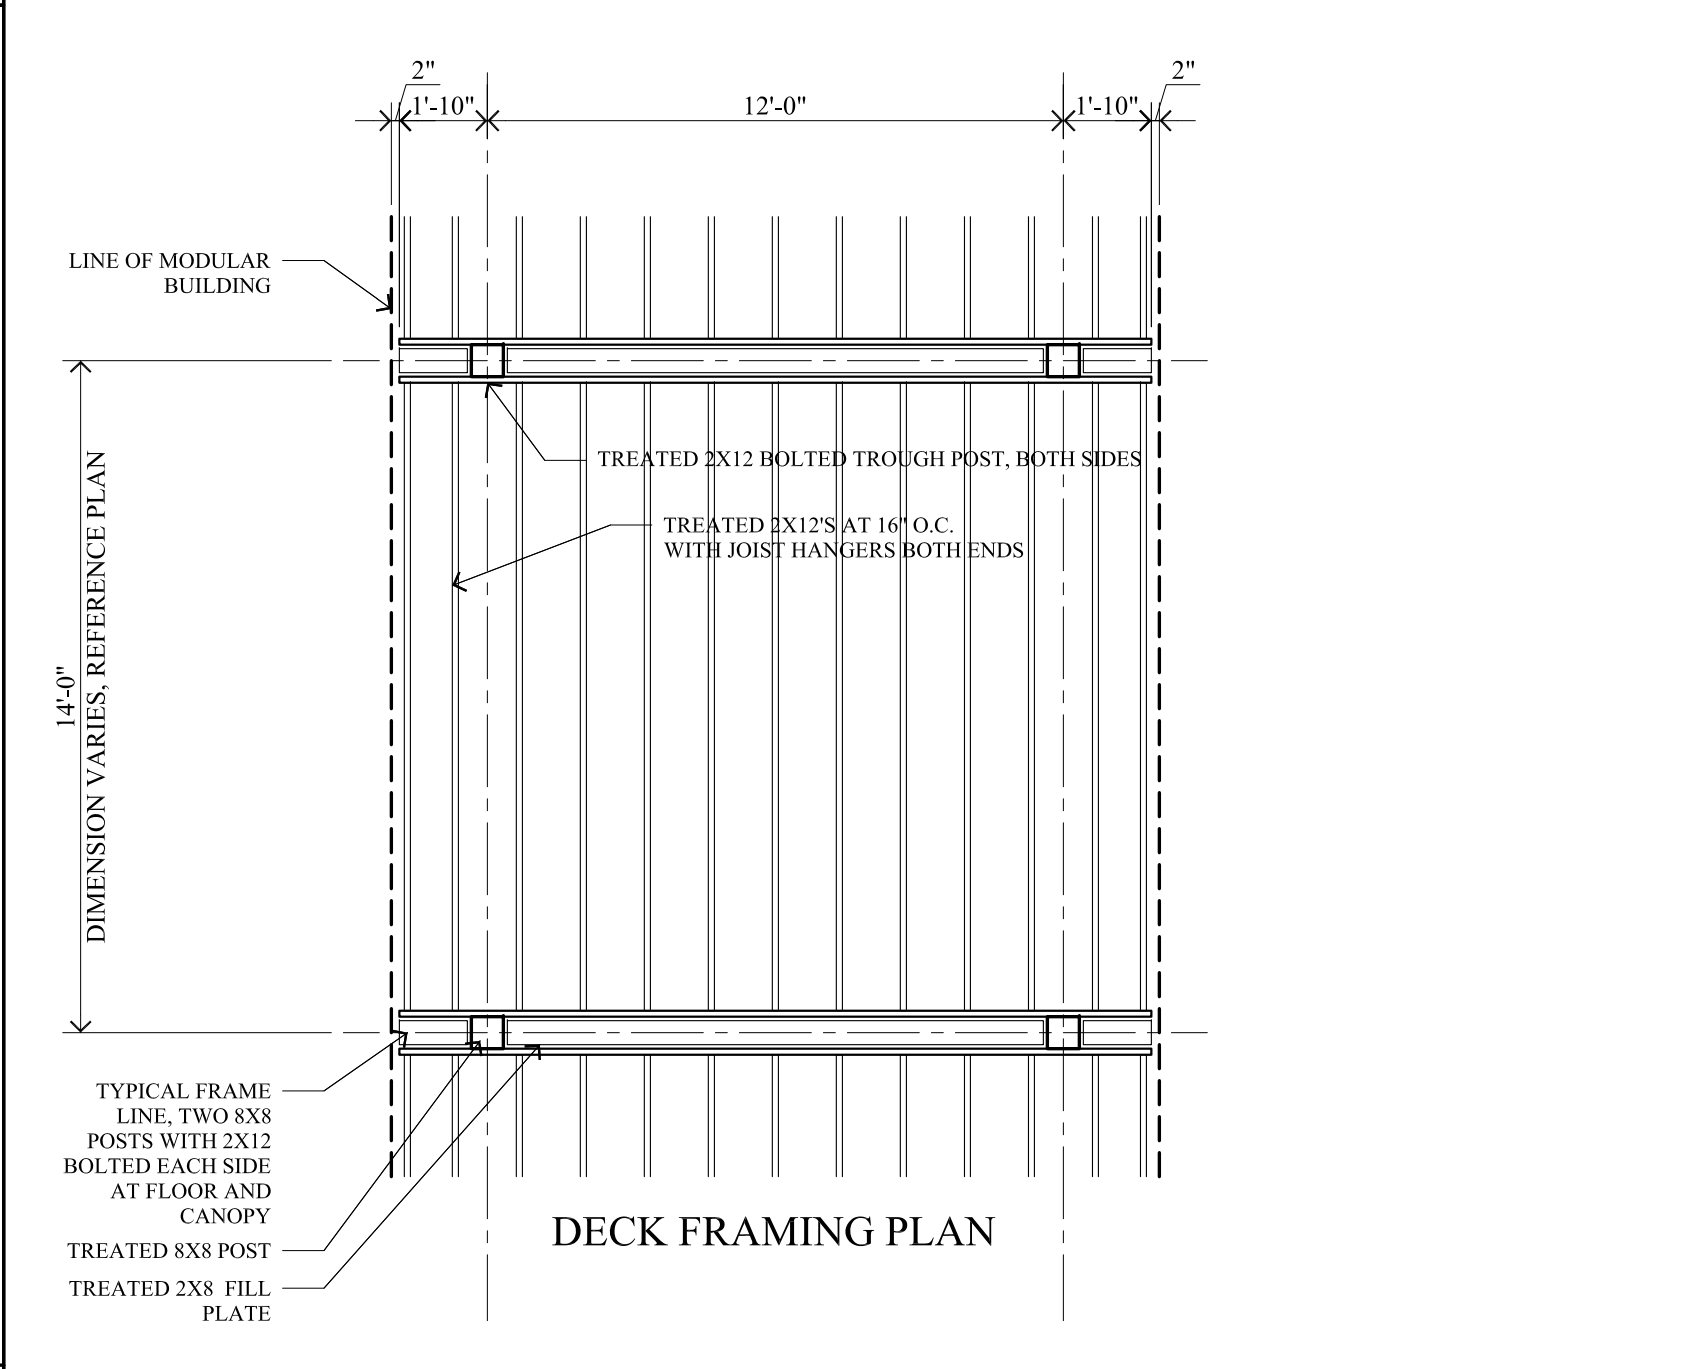 2"
2"
1'-10"
12'-0"
1'-10"
LINE OF MODULAR
BUILDING
TREATED 2X12 BOLTED TROUGH POST, BOTH SIDES
TREATED 2X12'S AT 16" O.C.
WITH JOIST HANGERS BOTH ENDS
14'-0"
DIMENSION VARIES, REFERENCE PLAN
TYPICAL FRAME
LINE, TWO 8X8
POSTS WITH 2X12
BOLTED EACH SIDE
AT FLOOR AND
CANOPY
TREATED 8X8 POST
TREATED 2X8 FILL
PLATE
DECK FRAMING PLAN